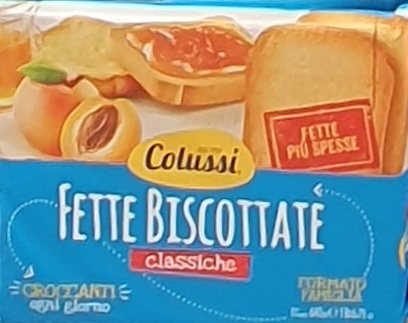 FETTE
PIÙ SPESSE
Colussi
FETTE BISCOTTATE
classiche
CROCCANTI
ogni giorno
FORMATO
FAMIGLIA